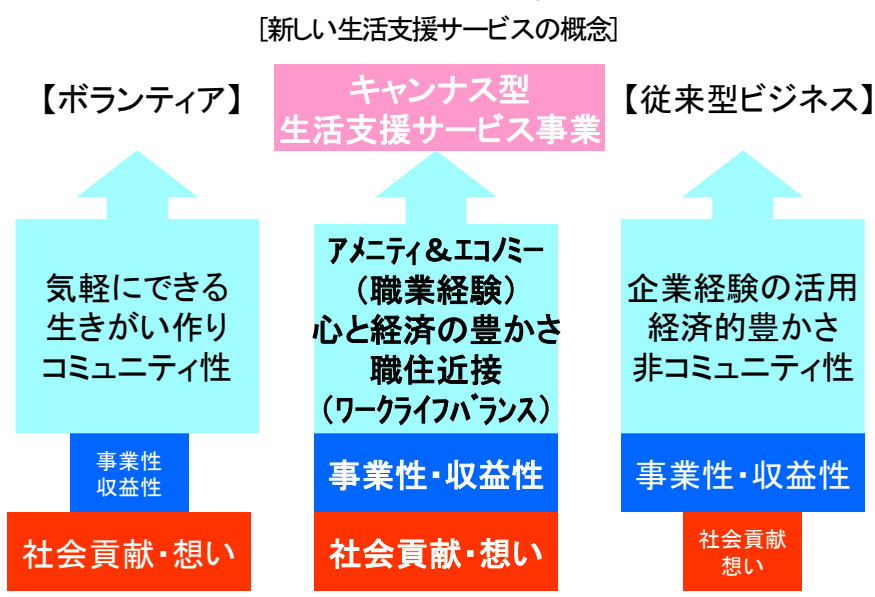 [新しい生活支援サービスの概念]
【ボランティア】
キャンナス型
生活支援サービス事業
【従来型ビジネス】
気軽にできる
生きがい作り
コミュニティ性
アメニティ&エコノミー
(職業経験)
心と経済の豊かさ
職住近接
(ワークライフバランス)
企業経験の活用
経済的豊かさ
非コミュニティ性
事業性
収益性
事業性・収益性
事業性・収益性
社会貢献・想い
社会貢献・想い
社会貢献
想い